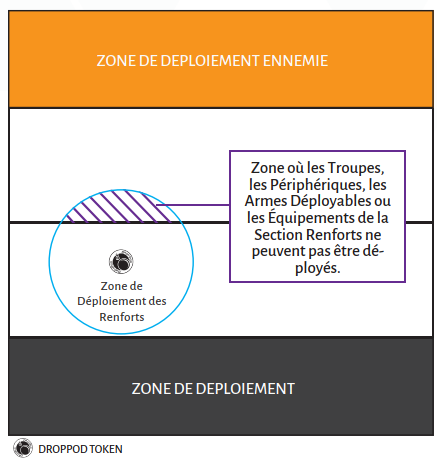 ZONE DE DEPLOIEMENT ENNEMIE
Zone où les Troupes,
les Périphériques, les
Armes Déployables ou
les Équipements de la
Section Renforts ne
peuvent pas être dé-
ployés.
Zone de
Déploiement des
Renforts
ZONE DE DEPLOIEMENT
DROPPOD TOKEN